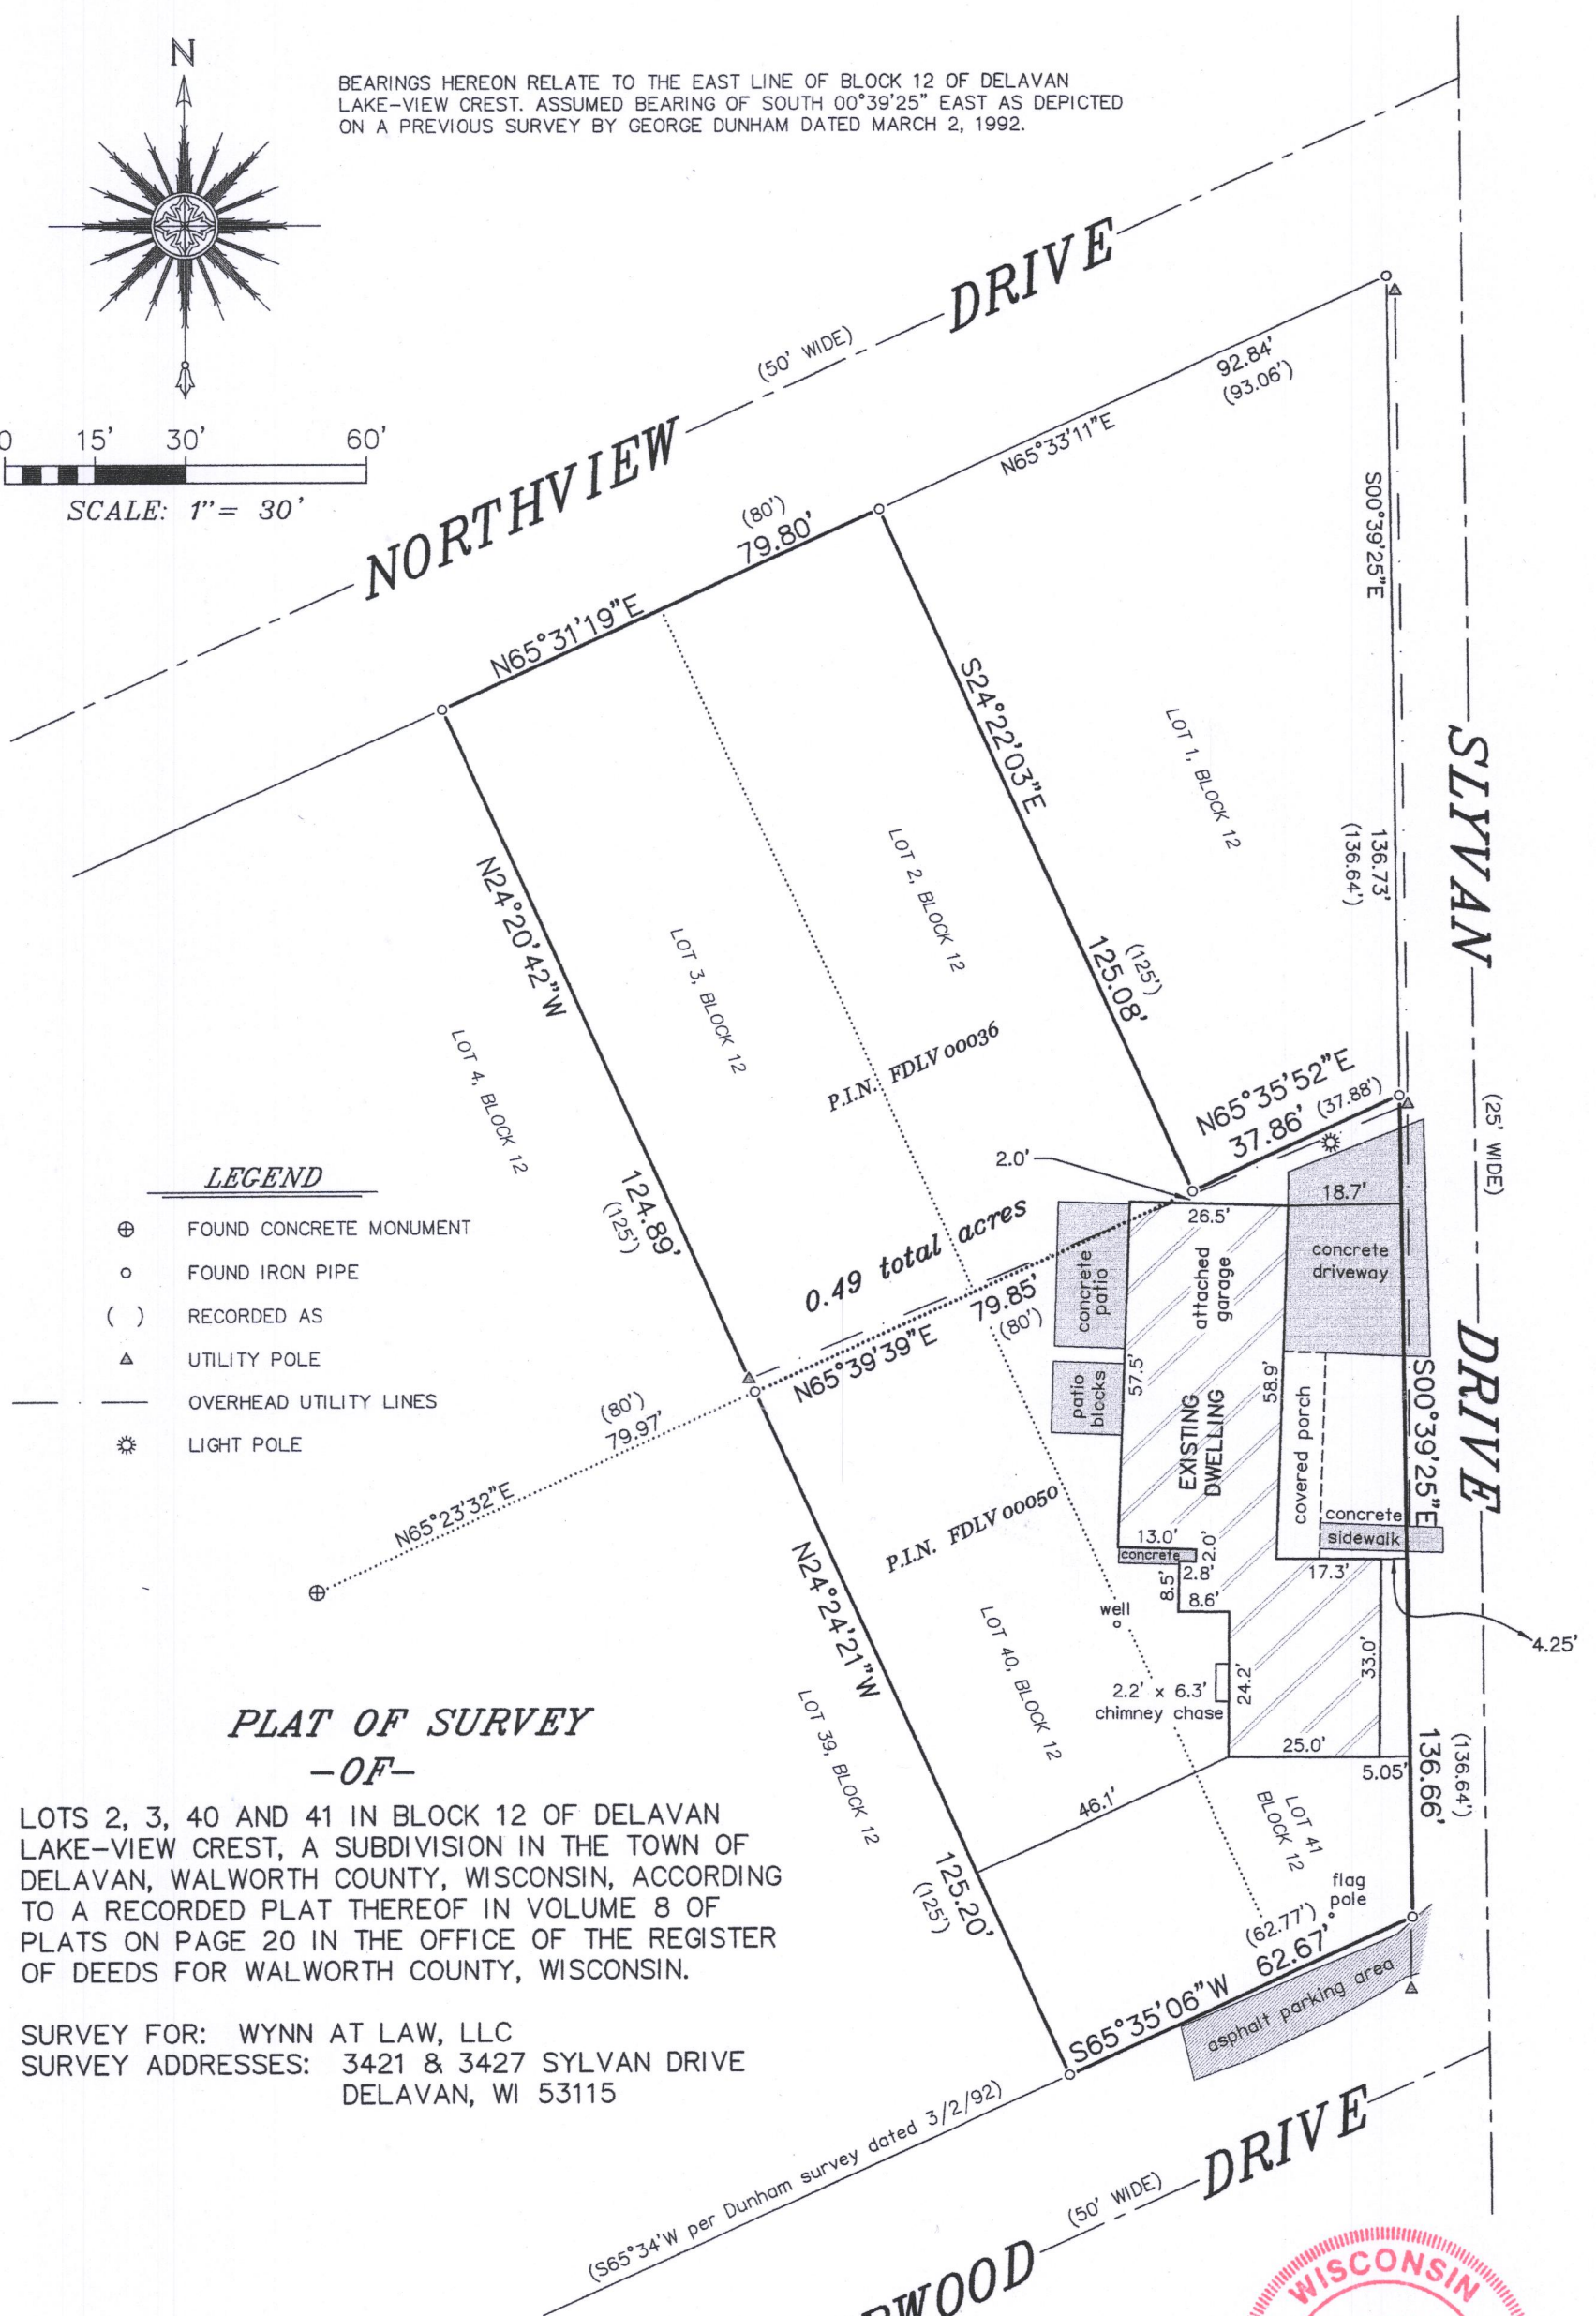 N
BEARINGS HEREON RELATE TO THE EAST LINE OF BLOCK 12 OF DELAVAN
LAKE-VIEW CREST. ASSUMED BEARING OF SOUTH 00°39'25" EAST AS DEPICTED
ON A PREVIOUS SURVEY BY GEORGE DUNHAM DATED MARCH 2, 1992.
0 15' 30' 60'
SCALE: 1"= 30'
NORTHVIEW
(50' WIDE)
DRIVE
92.84'
(93.06')
N65°33'11"E
(80')
79.80'
N65°31'19"E
S00°39'25"E
136.73'
(136.64')
SLYVAN
(25' WIDE)
DRIVE
S24°22'03"E
(125')
125.08'
LOT 1, BLOCK 12
LOT 2, BLOCK 12
LOT 3, BLOCK 12
LOT 4, BLOCK 12
N24°20'42"W
124.89'
(125')
P.I.N. FDLV 00036
N65°35'52"E
37.86' (37.88')
2.0'
0.49 total acres
N65°39'39"E
79.85'
(80')
18.7'
26.5'
concrete
driveway
attached
garage
concrete
patio
patio
blocks
57.5'
58.9'
EXISTING
DWELLING
covered porch
S00°39'25"E
concrete
sidewalk
13.0'
concrete
2.0'
2.8'
8.5'
8.6'
17.3'
4.25'
33.0'
24.2'
well
2.2' x 6.3'
chimney chase
25.0'
5.05'
136.66'
(136.64')
46.1'
LEGEND
FOUND CONCRETE MONUMENT
FOUND IRON PIPE
( ) RECORDED AS
UTILITY POLE
OVERHEAD UTILITY LINES
LIGHT POLE
(80')
79.97'
N65°23'32"E
P.I.N. FDLV 00050
N24°24'21"W
125.20'
(125')
LOT 40, BLOCK 12
LOT 39, BLOCK 12
LOT 41
BLOCK 12
flag
pole
(62.77')
62.67'
S65°35'06"W
asphalt parking area
PLAT OF SURVEY
-OF-
LOTS 2, 3, 40 AND 41 IN BLOCK 12 OF DELAVAN
LAKE-VIEW CREST, A SUBDIVISION IN THE TOWN OF
DELAVAN, WALWORTH COUNTY, WISCONSIN, ACCORDING
TO A RECORDED PLAT THEREOF IN VOLUME 8 OF
PLATS ON PAGE 20 IN THE OFFICE OF THE REGISTER
OF DEEDS FOR WALWORTH COUNTY, WISCONSIN.
SURVEY FOR: WYNN AT LAW, LLC
SURVEY ADDRESSES: 3421 & 3427 SYLVAN DRIVE
DELAVAN, WI 53115
(S65°34'W per Dunham survey dated 3/2/92)
(50' WIDE)
DRIVE
WISCONSIN